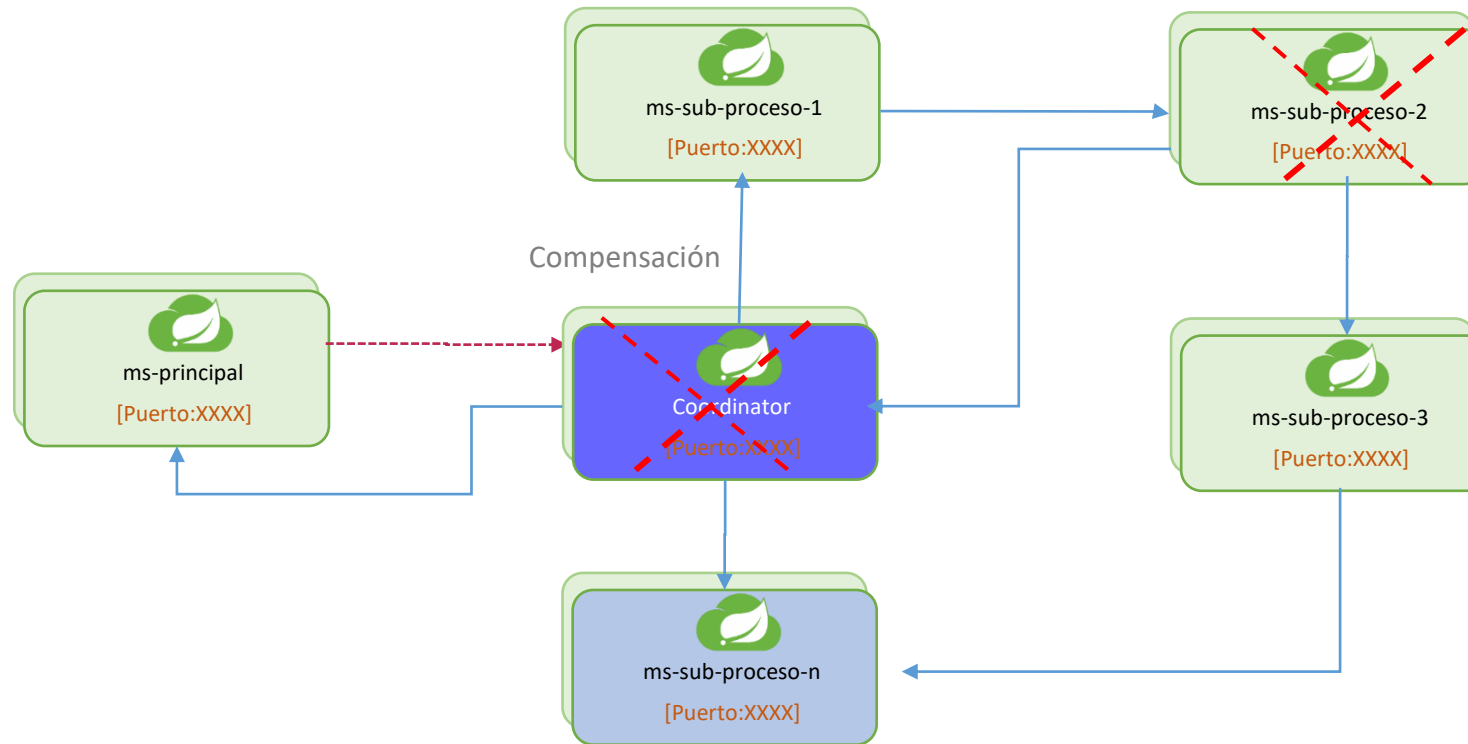 ms-sub-proceso-1
[Puerto:XXXX]
ms-sub-proceso-2
[Puerto:XXXX]
Compensación
ms-principal
[Puerto:XXXX]
Coordinator
[Puerto:XXXX]
ms-sub-proceso-3
[Puerto:XXXX]
ms-sub-proceso-n
[Puerto:XXXX]